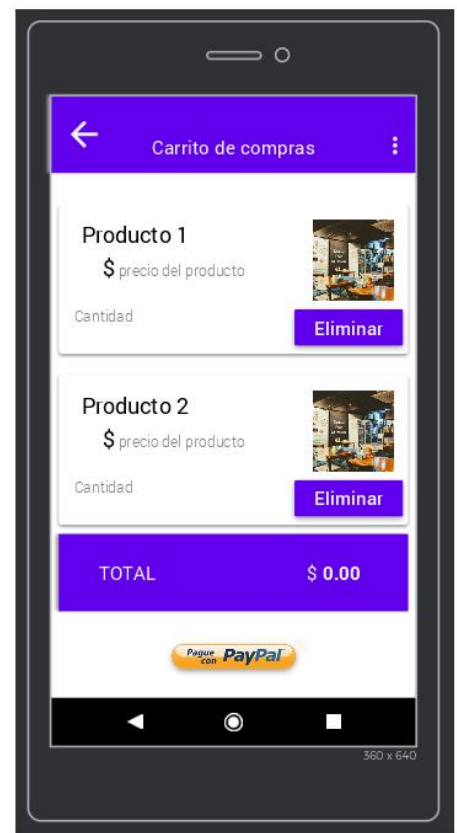 Carrito de compras
Producto 1
$ precio del producto
Cantidad
Eliminar
Producto 2
$ precio del producto
Cantidad
Eliminar
TOTAL $ 0.00
Pague
con PayPal
360 x 640